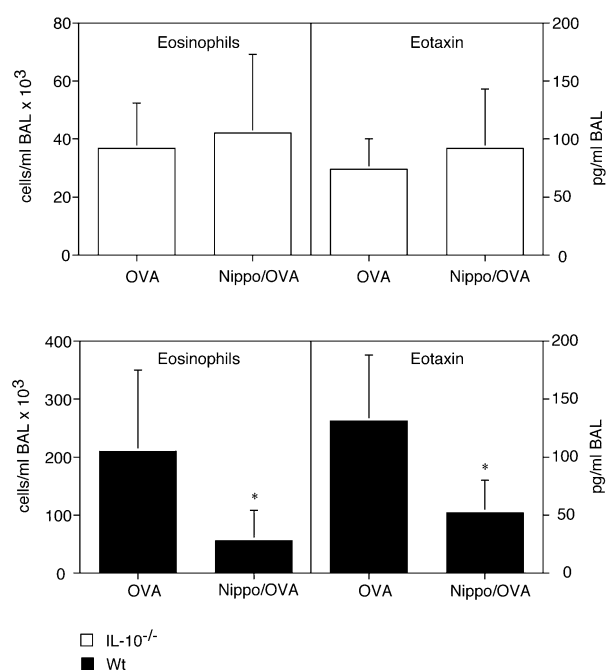 80
60
40
20
0
cells/ml BAL x 10³
Eosinophils
Eotaxin
200
150
100
50
0
pg/ml BAL
OVA
Nippo/OVA
OVA
Nippo/OVA
400
300
200
100
0
cells/ml BAL x 10³
Eosinophils
Eotaxin
*
*
200
150
100
50
0
pg/ml BAL
OVA
Nippo/OVA
OVA
Nippo/OVA
IL-10⁻/⁻
Wt